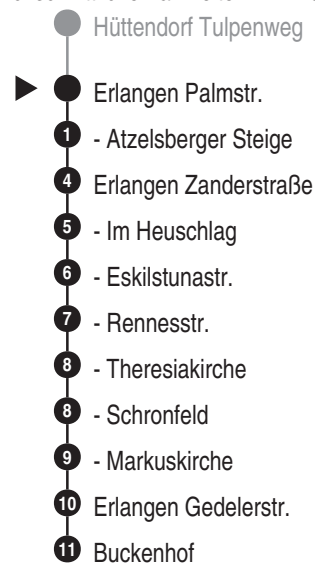 Hüttendorf Tulpenweg
Erlangen Palmstr.
1 - Atzelsberger Steige
4 Erlangen Zanderstraße
5 - Im Heuschlag
6 - Eskilstunastr.
7 - Rennesstr.
8 - Theresiakirche
8 - Schronfeld
9 - Markuskirche
10 Erlangen Gedelerstr.
11 Buckenhof